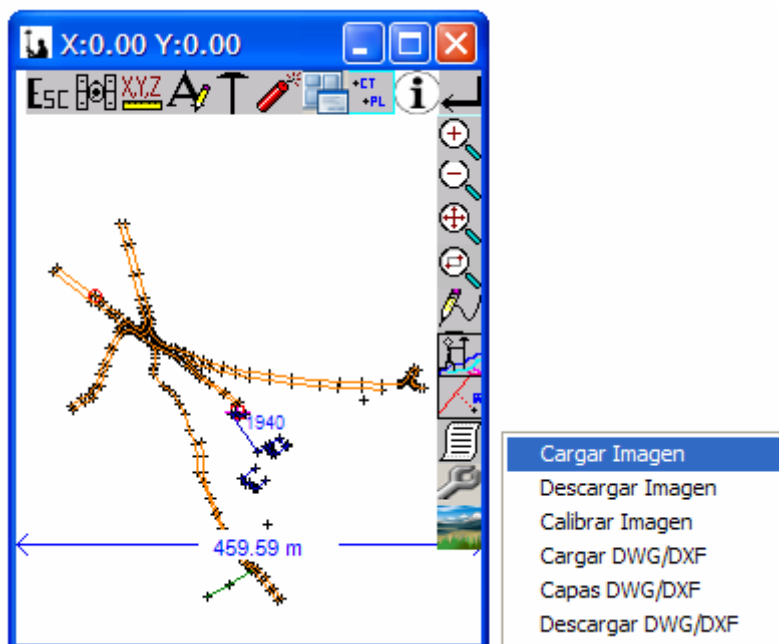 X:0.00 Y:0.00
Esc X,Y,Z A T +CT +PL i
1940
459.59 m
Cargar Imagen
Descargar Imagen
Calibrar Imagen
Cargar DWG/DXF
Capas DWG/DXF
Descargar DWG/DXF